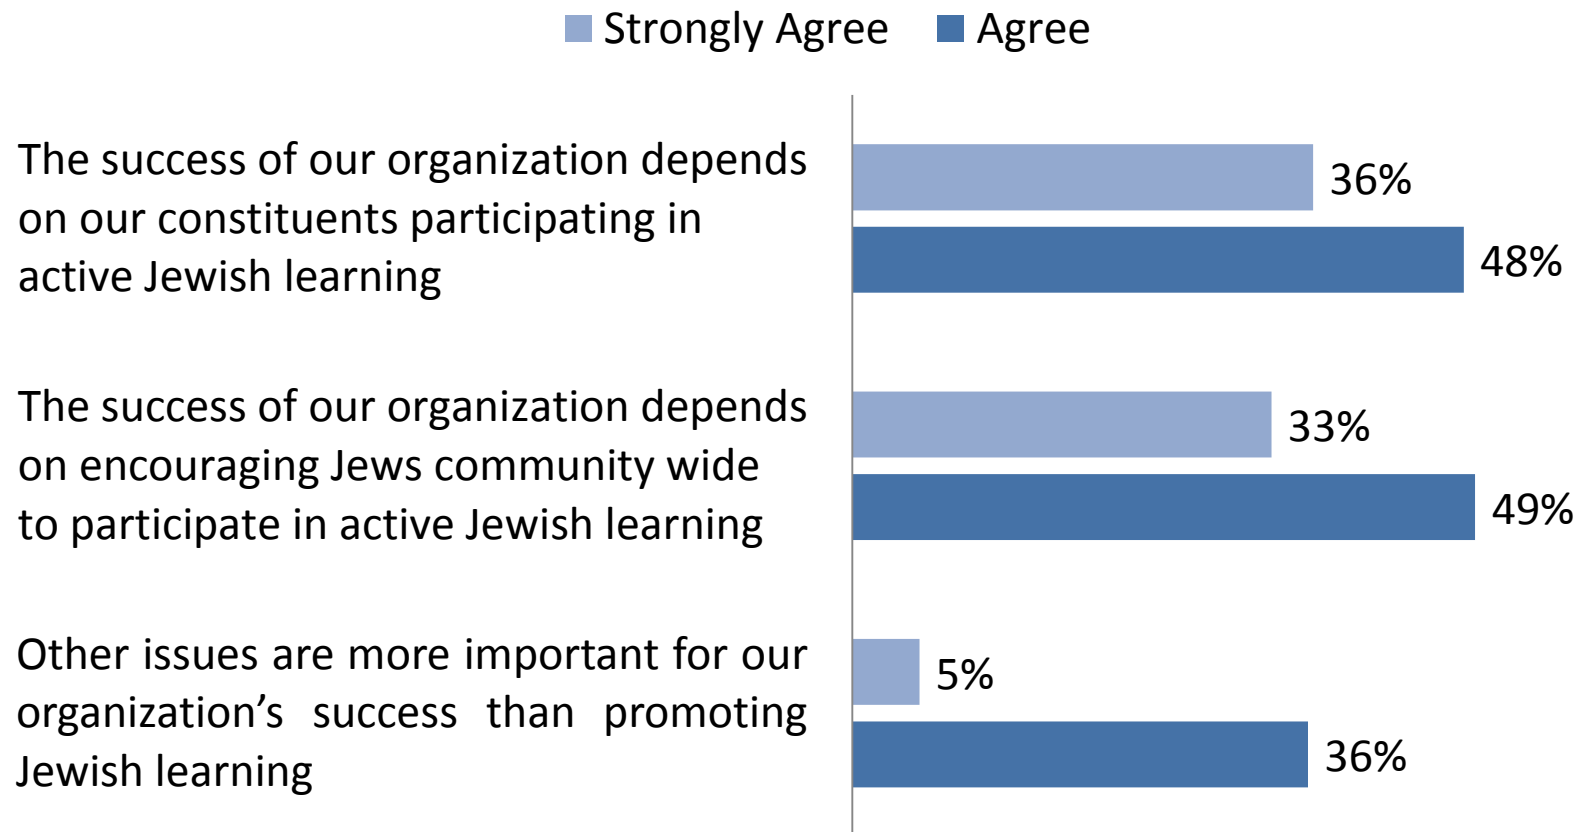 Strongly Agree Agree
The success of our organization depends
on our constituents participating in
active Jewish learning
36%
48%
The success of our organization depends
on encouraging Jews community wide
to participate in active Jewish learning
33%
49%
Other issues are more important for our
organization’s success than promoting
Jewish learning
5%
36%